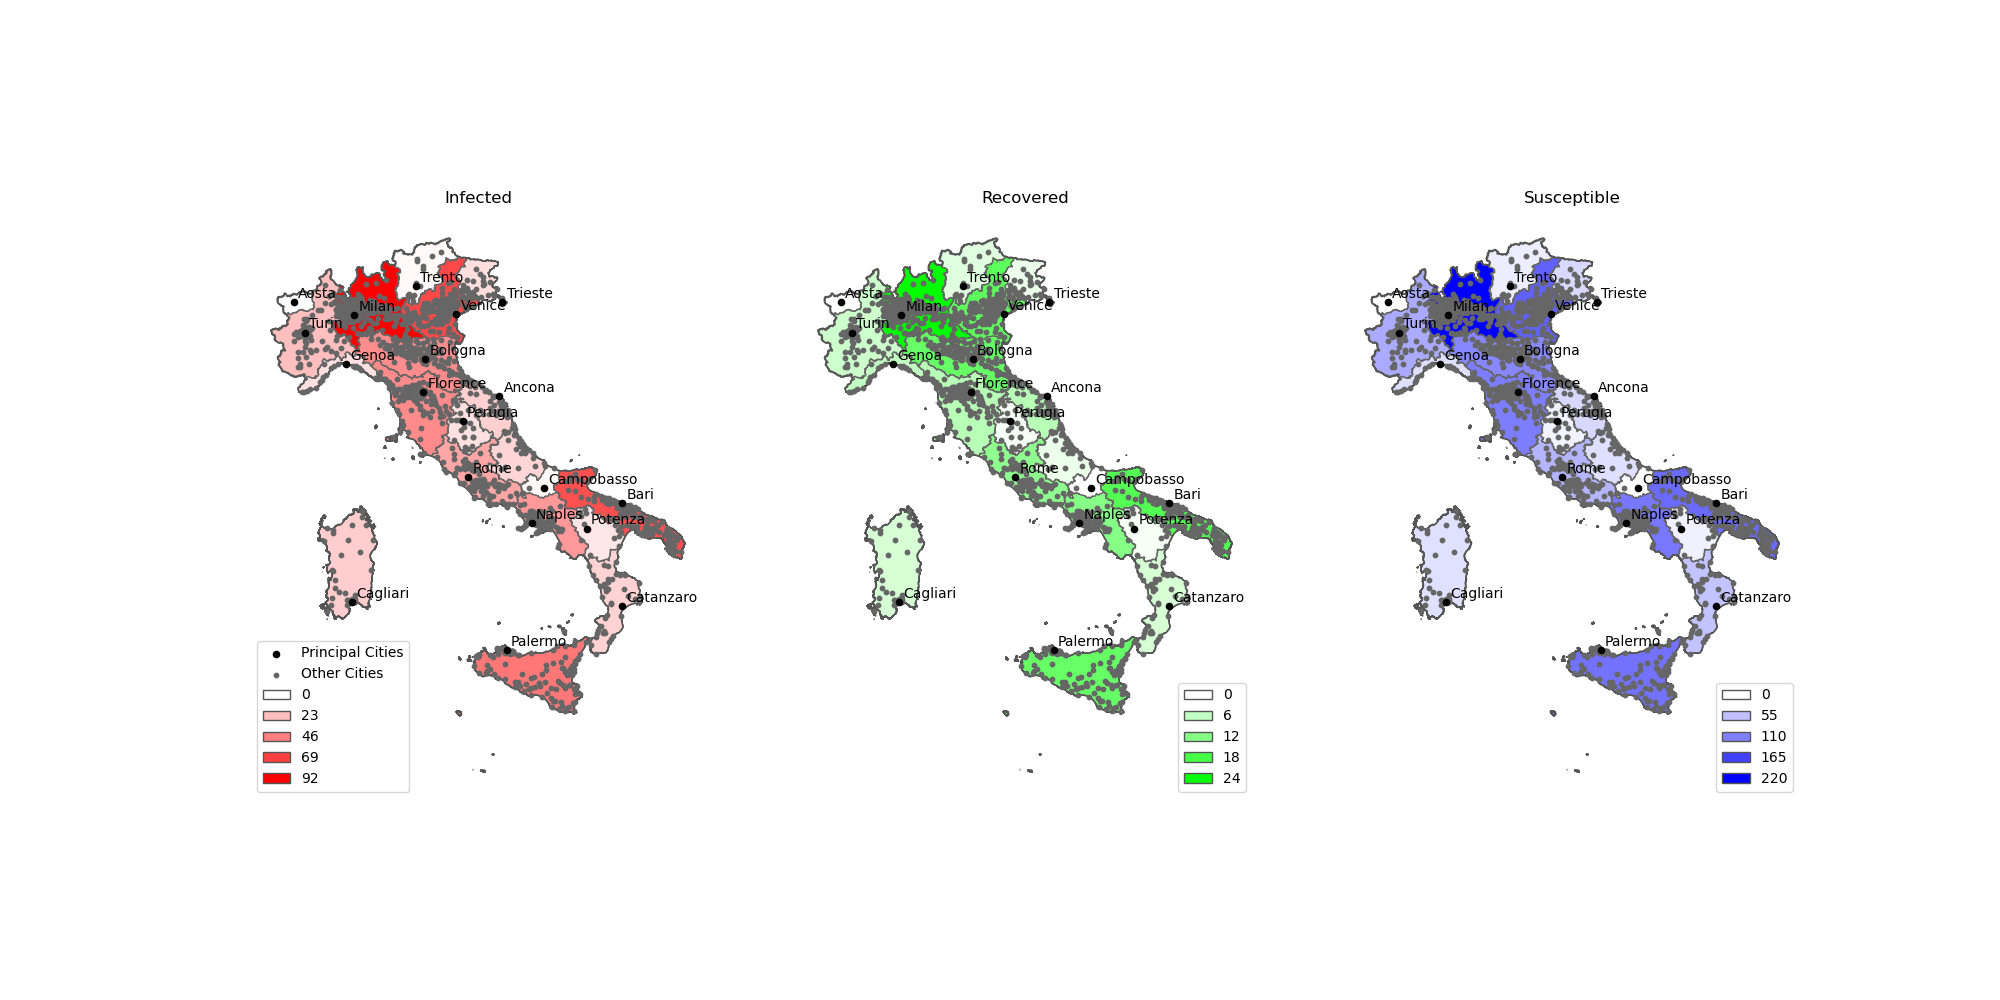 Infected
Trento
Aosta
Trieste
Milan
Venice
Turin
Bologna
Genoa
Florence
Ancona
Perugia
Rome
Campobasso
Bari
Naples
Potenza
Cagliari
Catanzaro
Palermo
Principal Cities
Other Cities
0
23
46
69
92
Recovered
Trento
Aosta
Trieste
Milan
Venice
Turin
Bologna
Genoa
Florence
Ancona
Perugia
Rome
Campobasso
Bari
Naples
Potenza
Cagliari
Catanzaro
Palermo
0
6
12
18
24
Susceptible
Trento
Aosta
Trieste
Milan
Venice
Turin
Bologna
Genoa
Florence
Ancona
Perugia
Rome
Campobasso
Bari
Naples
Potenza
Cagliari
Catanzaro
Palermo
0
55
110
165
220